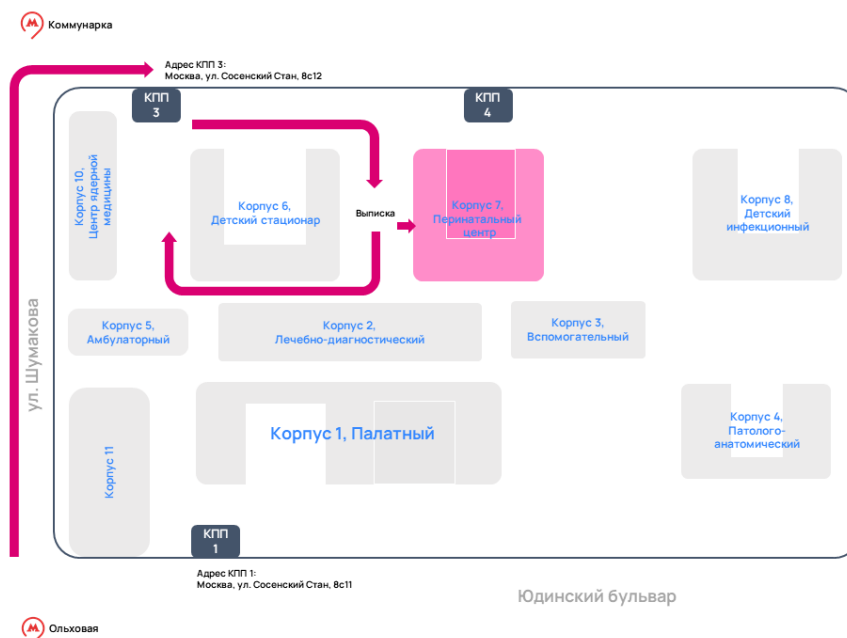 Коммунарка
Адрес КПП 3:
Москва, ул. Сосенский Стан, 8с12
КПП
3
КПП
4
Корпус 10,
Центр ядерной
медицины
Корпус 6,
Детский стационар
Выписка
Корпус 7,
Перинатальный
центр
Корпус 8,
Детский
инфекционный
ул. Шумакова
Корпус 5,
Амбулаторный
Корпус 2,
Лечебно-диагностический
Корпус 3,
Вспомогательный
Корпус 11
Корпус 1, Палатный
Корпус 4,
Патолого-
анатомический
КПП
1
Адрес КПП 1:
Москва, ул. Сосенский Стан, 8с11
Юдинский бульвар
Ольховая